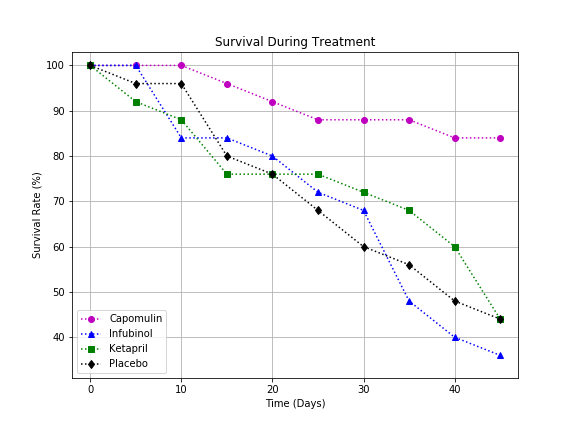 Survival During Treatment
100
90
80
70
60
50
40
Survival Rate (%)
Capomulin
Infubinol
Ketapril
Placebo
0 10 20 30 40
Time (Days)